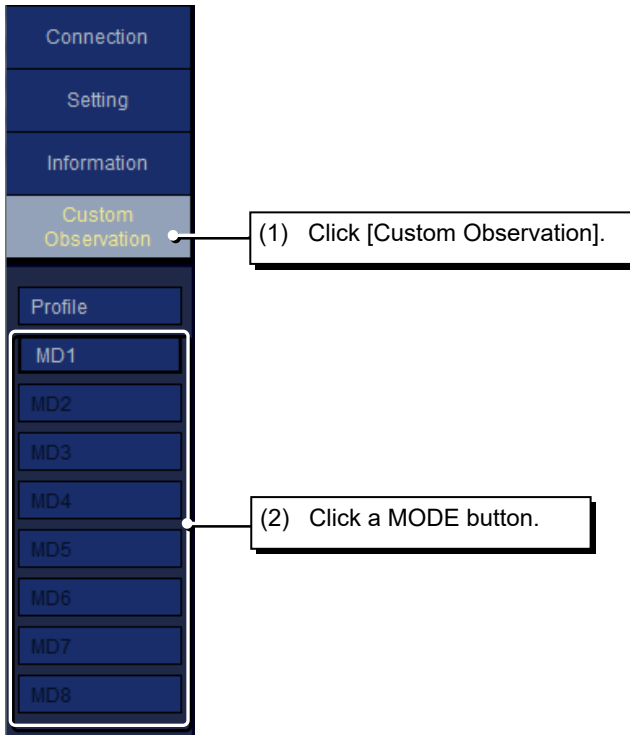 Connection
Setting
Information
Custom
Observation
(1) Click [Custom Observation].
Profile
MD1
MD2
MD3
MD4
(2) Click a MODE button.
MD5
MD6
MD7
MD8